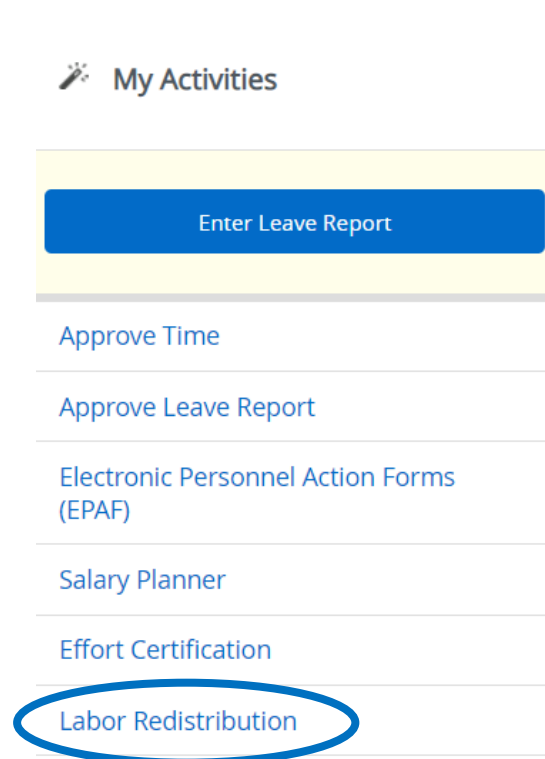 My Activities
Enter Leave Report
Approve Time
Approve Leave Report
Electronic Personnel Action Forms
(EPAF)
Salary Planner
Effort Certification
Labor Redistribution